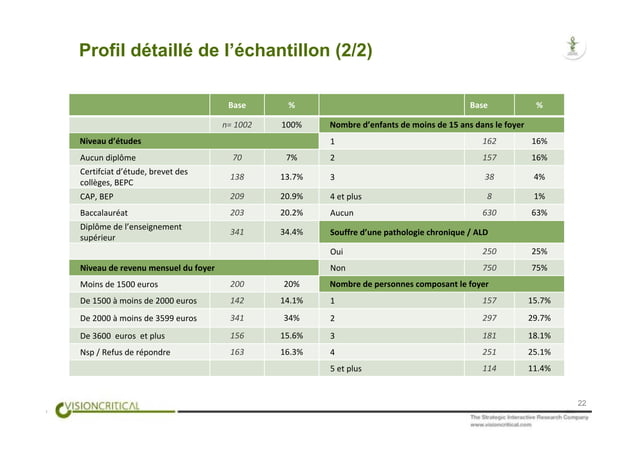 Profil détaillé de l'échantillon (2/2)
Base % Base %
n= 1002 100% Nombre d'enfants de moins de 15 ans dans le foyer
Niveau d'études 1 162 16%
Aucun diplôme 70 7% 2 157 16%
Certifciat d'étude, brevet des
collèges, BEPC 138 13.7% 3 38 4%
CAP, BEP 209 20.9% 4 et plus 8 1%
Baccalauréat 203 20.2% Aucun 630 63%
Diplôme de l'enseignement
supérieur 341 34.4% Souffre d'une pathologie chronique / ALD
Oui 250 25%
Niveau de revenu mensuel du foyer Non 750 75%
Moins de 1500 euros 200 20% Nombre de personnes composant le foyer
De 1500 à moins de 2000 euros 142 14.1% 1 157 15.7%
De 2000 à moins de 3599 euros 341 34% 2 297 29.7%
De 3600 euros et plus 156 15.6% 3 181 18.1%
Nsp / Refus de répondre 163 16.3% 4 251 25.1%
5 et plus 114 11.4%
22
VISIONCRITICAL
The Strategic Interactive Research Company
www.visioncritical.com